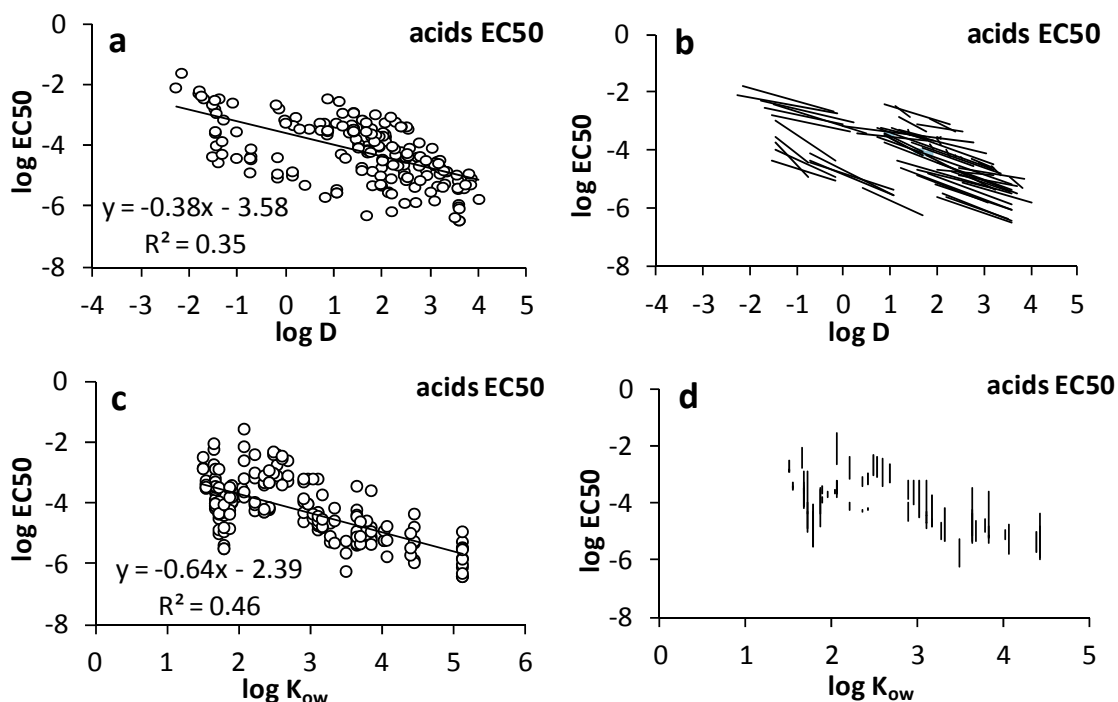 a
acids EC50
0
-2
-4
-6
-8
log EC50
y = -0.38x - 3.58
R² = 0.35
-4 -3 -2 -1 0 1 2 3 4 5
log D
b
acids EC50
0
-2
-4
-6
-8
log EC50
-4 -3 -2 -1 0 1 2 3 4 5
log D
c
acids EC50
0
-2
-4
-6
-8
log EC50
y = -0.64x - 2.39
R² = 0.46
0 1 2 3 4 5 6
log Kow
d
acids EC50
0
-2
-4
-6
-8
log EC50
0 1 2 3 4 5
log Kow